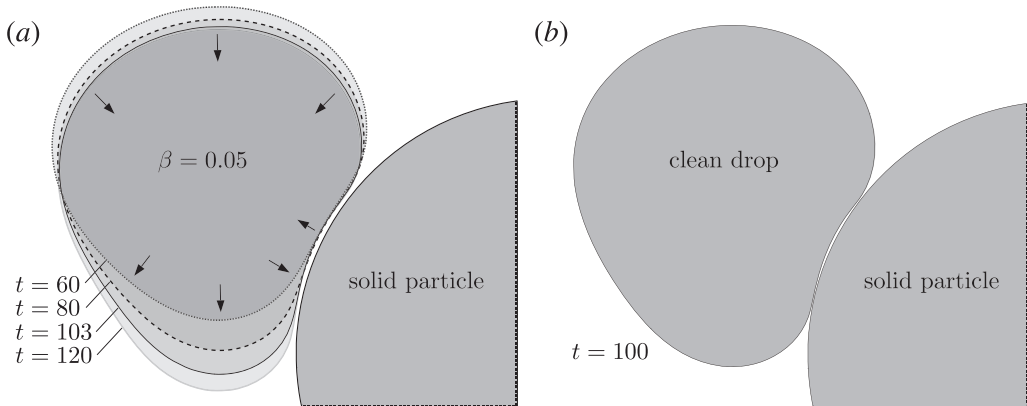 (a)
β = 0.05
solid particle
t = 60
t = 80
t = 103
t = 120
(b)
clean drop
solid particle
t = 100